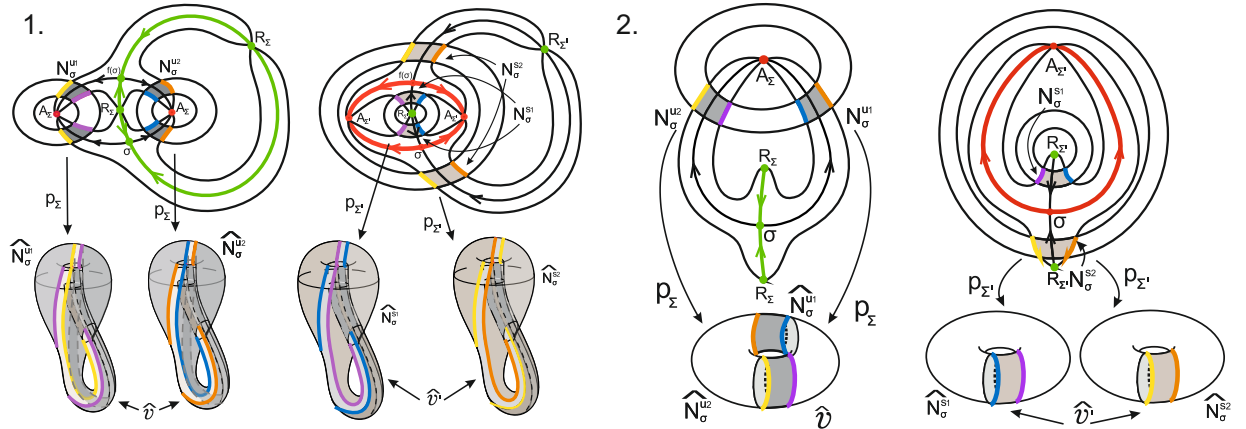 1.
R_Σ
N_σ^u1
N_σ^u2
f(σ)
A_Σ
R_Σ
A_Σ
σ
p_Σ
p_Σ
N̂_σ^u1
N̂_σ^u2
v̂
R_Σ'
N_σ^s2
f(σ)
N_σ^s1
A_Σ'
R_Σ'
A_Σ'
σ
p_Σ'
p_Σ'
N̂_σ^s1
N̂_σ^s2
v̂'
2.
A_Σ
N_σ^u2
N_σ^u1
R_Σ
σ
R_Σ
p_Σ
p_Σ
N̂_σ^u1
N̂_σ^u2
v̂
A_Σ'
N_σ^s1
R_Σ'
σ
R_Σ'
N_σ^s2
p_Σ'
p_Σ'
N̂_σ^s1
v̂'
N̂_σ^s2